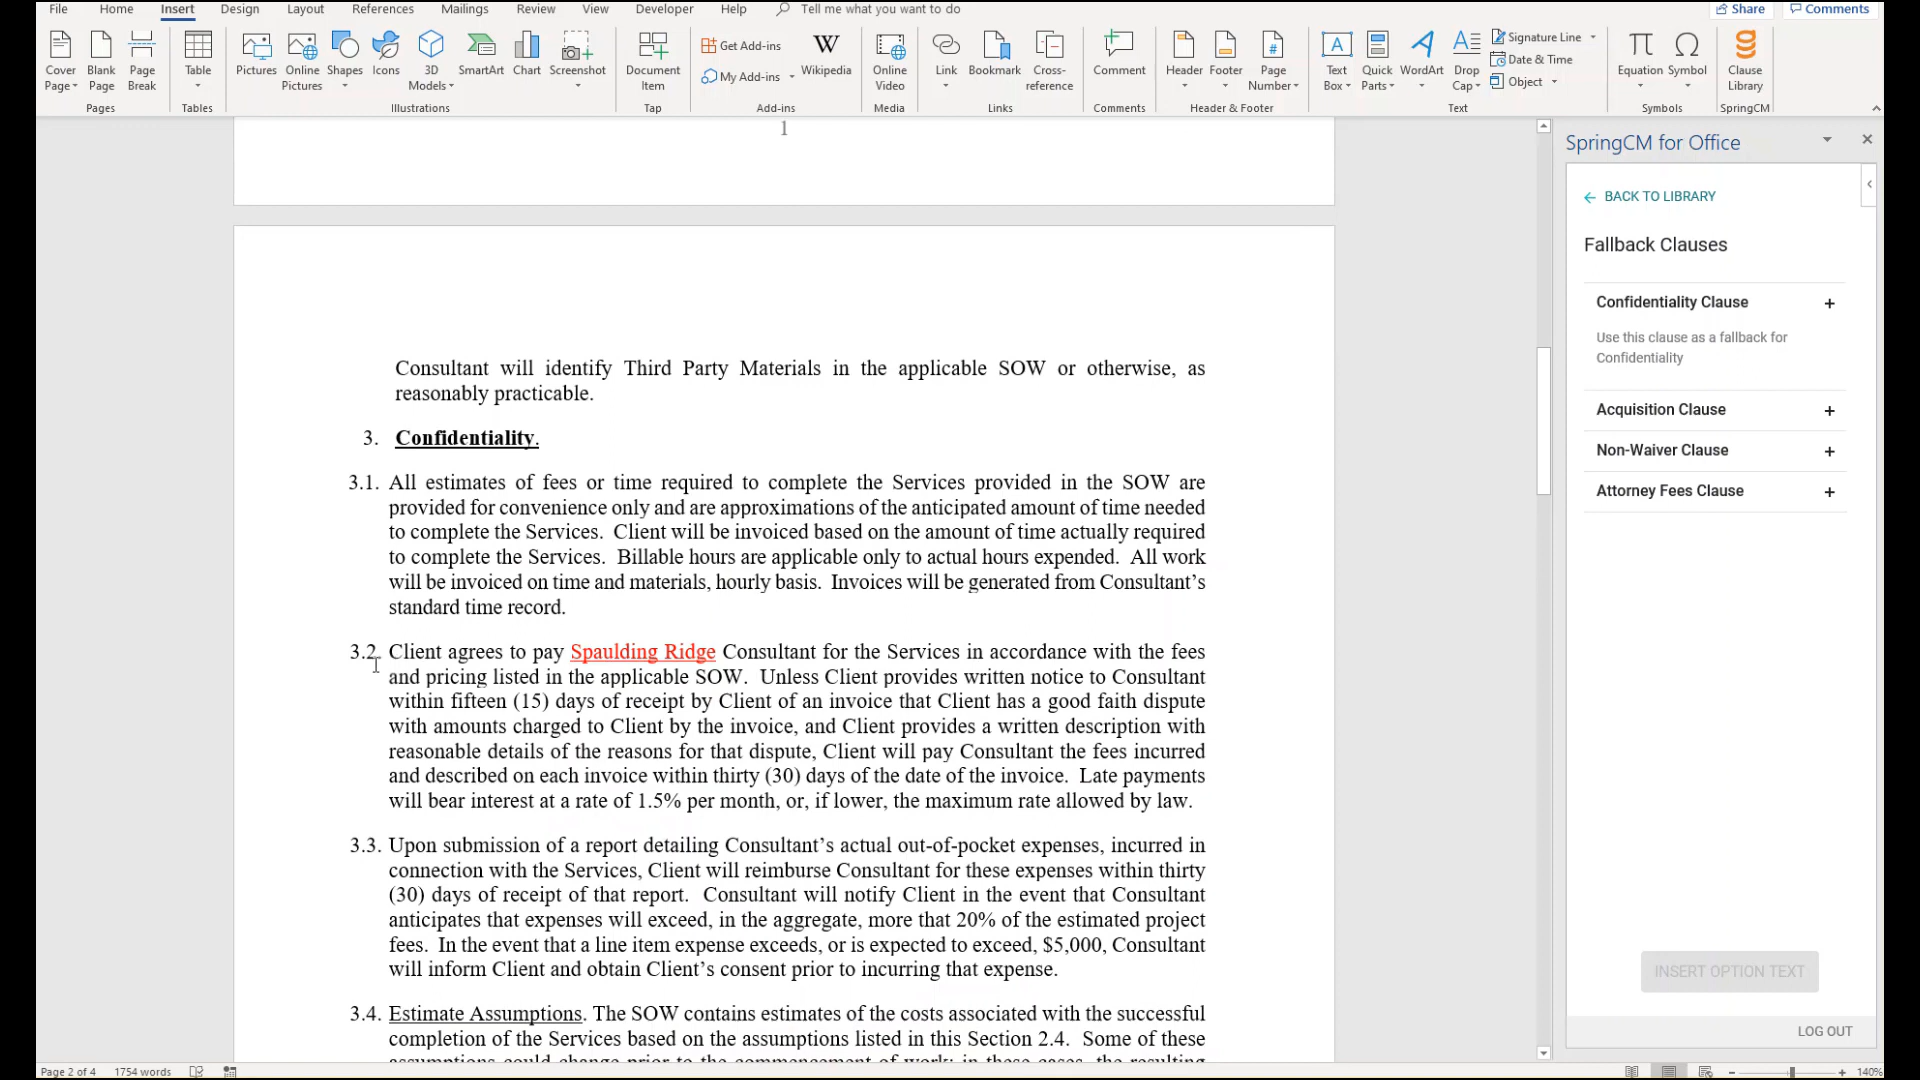 File Home Insert Design Layout References Mailings Review View Developer Help Tell me what you want to do Share Comments
Cover Page Blank Page Page Break Table Pictures Online Pictures Shapes Icons 3D Models SmartArt Chart Screenshot Document Item Get Add-ins My Add-ins Wikipedia Online Video Link Bookmark Cross-reference Comment Header Footer Page Number Text Box Quick Parts WordArt Drop Cap Signature Line Date & Time Object Equation Symbol Clause Library
Pages Tables Illustrations Tap Add-ins Media Links Comments Header & Footer Text Symbols SpringCM
1
Consultant will identify Third Party Materials in the applicable SOW or otherwise, as
reasonably practicable.
3. Confidentiality.
3.1. All estimates of fees or time required to complete the Services provided in the SOW are
provided for convenience only and are approximations of the anticipated amount of time needed
to complete the Services. Client will be invoiced based on the amount of time actually required
to complete the Services. Billable hours are applicable only to actual hours expended. All work
will be invoiced on time and materials, hourly basis. Invoices will be generated from Consultant's
standard time record.
3.2. Client agrees to pay Spaulding Ridge Consultant for the Services in accordance with the fees
and pricing listed in the applicable SOW. Unless Client provides written notice to Consultant
within fifteen (15) days of receipt by Client of an invoice that Client has a good faith dispute
with amounts charged to Client by the invoice, and Client provides a written description with
reasonable details of the reasons for that dispute, Client will pay Consultant the fees incurred
and described on each invoice within thirty (30) days of the date of the invoice. Late payments
will bear interest at a rate of 1.5% per month, or, if lower, the maximum rate allowed by law.
3.3. Upon submission of a report detailing Consultant's actual out-of-pocket expenses, incurred in
connection with the Services, Client will reimburse Consultant for these expenses within thirty
(30) days of receipt of that report. Consultant will notify Client in the event that Consultant
anticipates that expenses will exceed, in the aggregate, more that 20% of the estimated project
fees. In the event that a line item expense exceeds, or is expected to exceed, $5,000, Consultant
will inform Client and obtain Client's consent prior to incurring that expense.
3.4. Estimate Assumptions. The SOW contains estimates of the costs associated with the successful
completion of the Services based on the assumptions listed in this Section 2.4. Some of these
assumptions could change prior to the commencement of work; in these cases, the resulting
SpringCM for Office
BACK TO LIBRARY
Fallback Clauses
Confidentiality Clause +
Use this clause as a fallback for
Confidentiality
Acquisition Clause +
Non-Waiver Clause +
Attorney Fees Clause +
INSERT OPTION TEXT
LOG OUT
Page 2 of 4 1754 words 140%